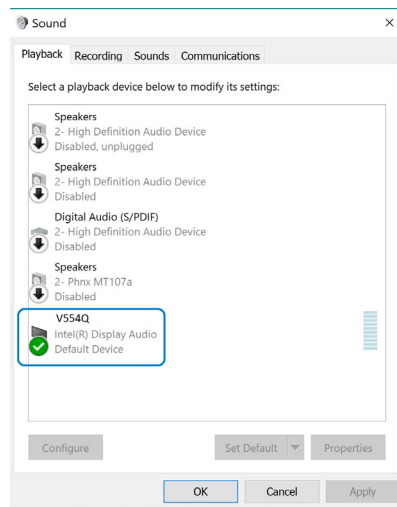 Sound
Playback Recording Sounds Communications
Select a playback device below to modify its settings:
Speakers
2- High Definition Audio Device
Disabled, unplugged
Speakers
2- High Definition Audio Device
Disabled
Digital Audio (S/PDIF)
2- High Definition Audio Device
Disabled
Speakers
2- Phnx MT107a
Disabled
V554Q
Intel(R) Display Audio
Default Device
Configure Set Default Properties
OK Cancel Apply